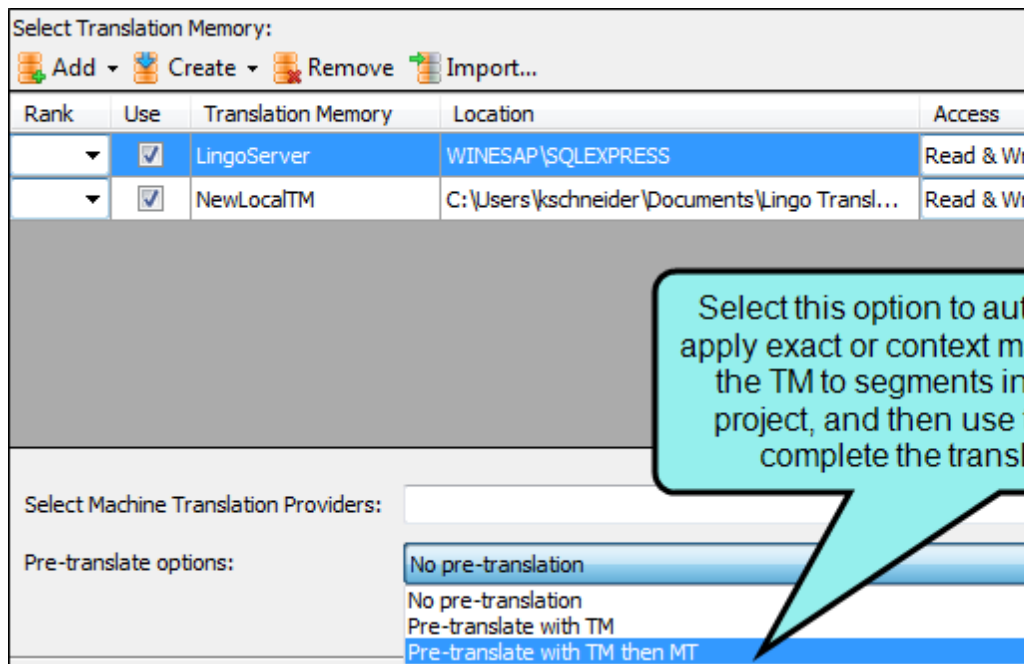 Select Translation Memory:
Add Create Remove Import...
Rank Use Translation Memory Location Access
LingoServer WINESAP\SQLEXPRESS Read & Wr
NewLocalTM C:\Users\kschneider\Documents\Lingo Transl... Read & Wr
Select this option to aut
apply exact or context m
the TM to segments in
project, and then use
complete the transl
Select Machine Translation Providers:
Pre-translate options: No pre-translation
No pre-translation
Pre-translate with TM
Pre-translate with TM then MT